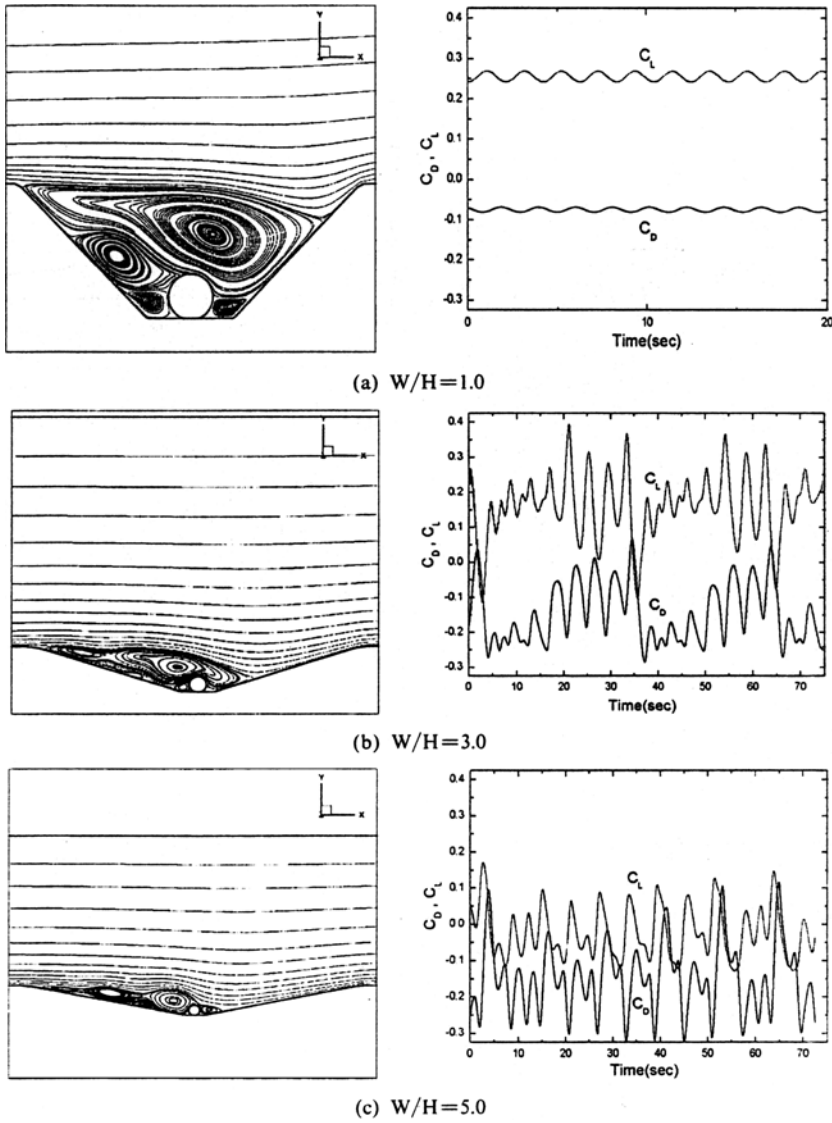 Y
X
C_D , C_L
0.4
0.3
0.2
0.1
0.0
-0.1
-0.2
-0.3
C_L
C_D
0
10
20
Time(sec)
(a) W/H=1.0
Y
X
C_D , C_L
0.4
0.3
0.2
0.1
0.0
-0.1
-0.2
-0.3
C_L
C_D
0 10 20 30 40 50 60 70
Time(sec)
(b) W/H=3.0
Y
X
C_D , C_L
0.4
0.3
0.2
0.1
0.0
-0.1
-0.2
-0.3
C_L
C_D
0 10 20 30 40 50 60 70
Time(sec)
(c) W/H=5.0